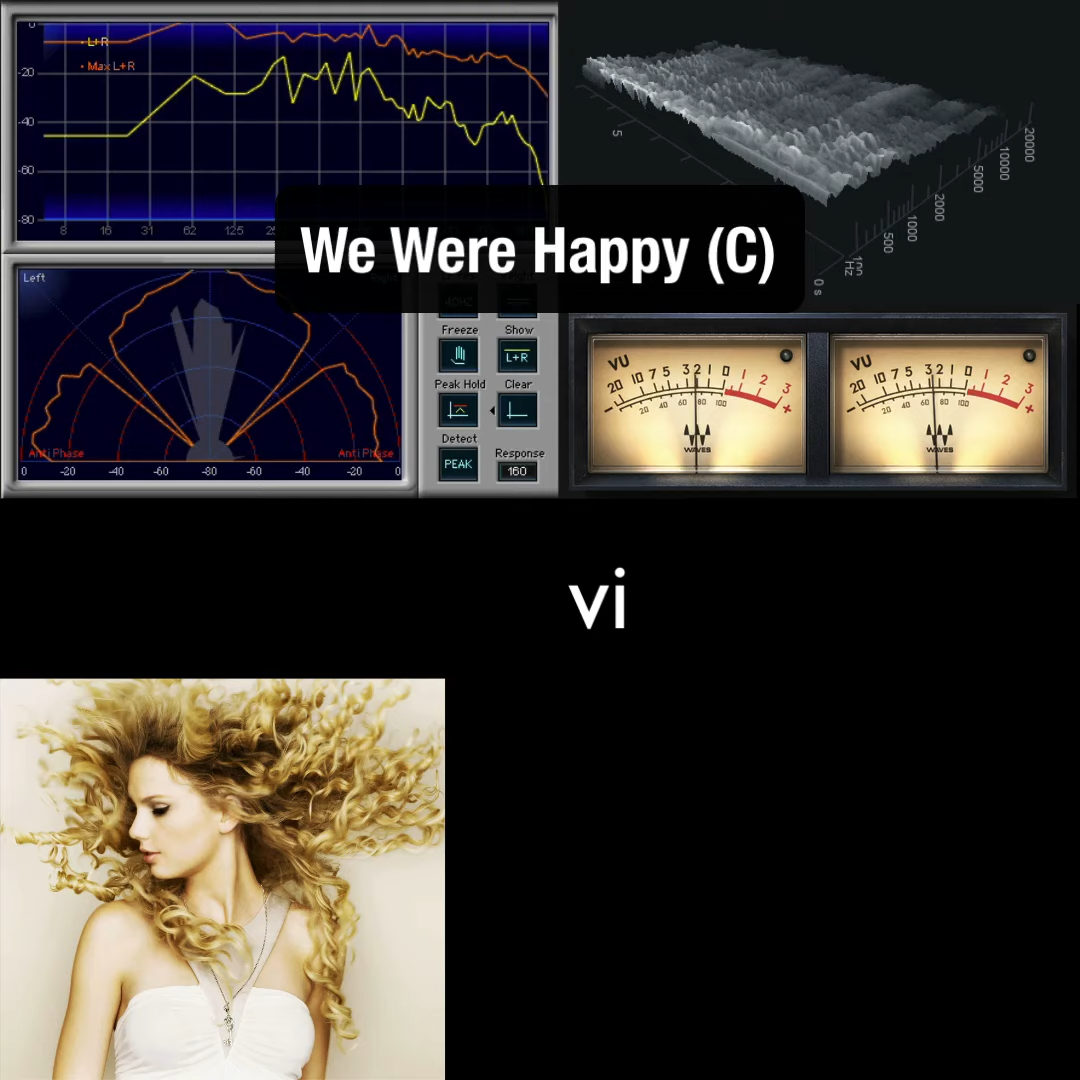 0
L+R
Max L+R
-20
-40
-60
-80
8 16 31 62 125
5
20000
10000
5000
2000
1000
500
100
Hz
0 s
We Were Happy (C)
Left
Anti Phase Anti Phase
0 -20 -40 -60 -80 -60 -40 -20 0
Freeze Show
L+R
Peak Hold Clear
Detect Response
PEAK 160
VU
20 10 7 5 3 2 1 0 1 2 3
- 20 40 60 80 100 +
WAVES
VU
20 10 7 5 3 2 1 0 1 2 3
- 20 40 60 80 100 +
WAVES
vi